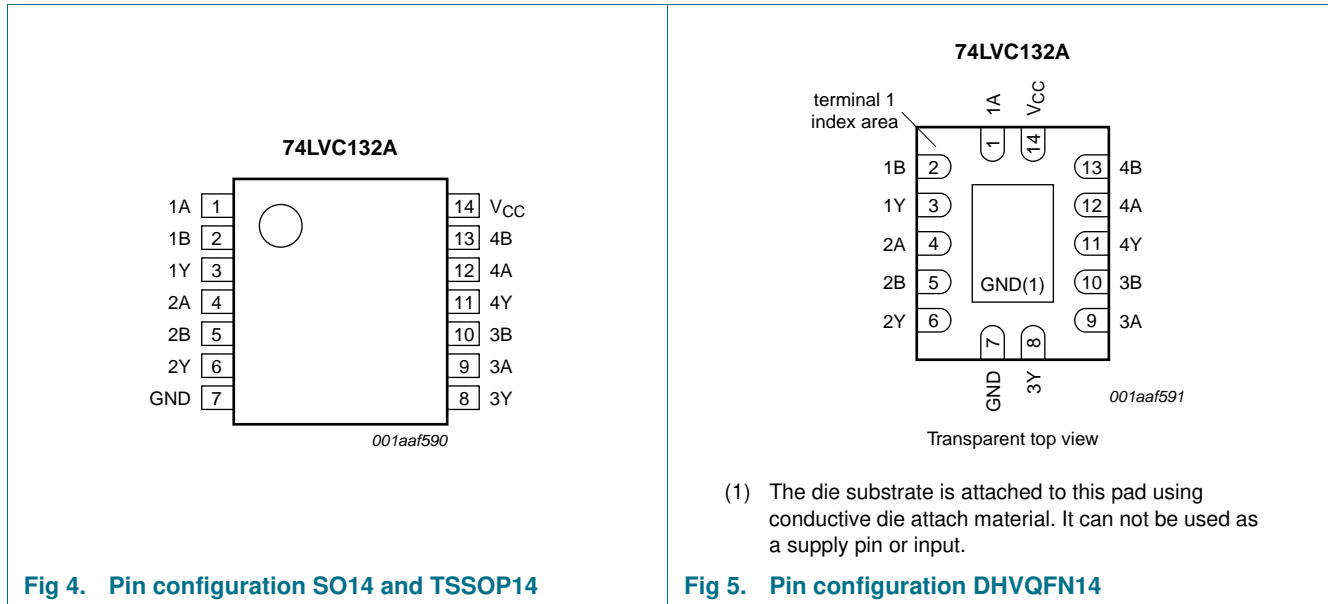 74LVC132A
1A 1
1B 2
1Y 3
2A 4
2B 5
2Y 6
GND 7
14 VCC
13 4B
12 4A
11 4Y
10 3B
9 3A
8 3Y
001aaf590
Fig 4. Pin configuration SO14 and TSSOP14
74LVC132A
terminal 1
index area
1A
VCC
1
14
1B 2
1Y 3
2A 4
2B 5
2Y 6
13 4B
12 4A
11 4Y
10 3B
9 3A
GND(1)
7
8
GND
3Y
001aaf591
Transparent top view
(1) The die substrate is attached to this pad using
conductive die attach material. It can not be used as
a supply pin or input.
Fig 5. Pin configuration DHVQFN14